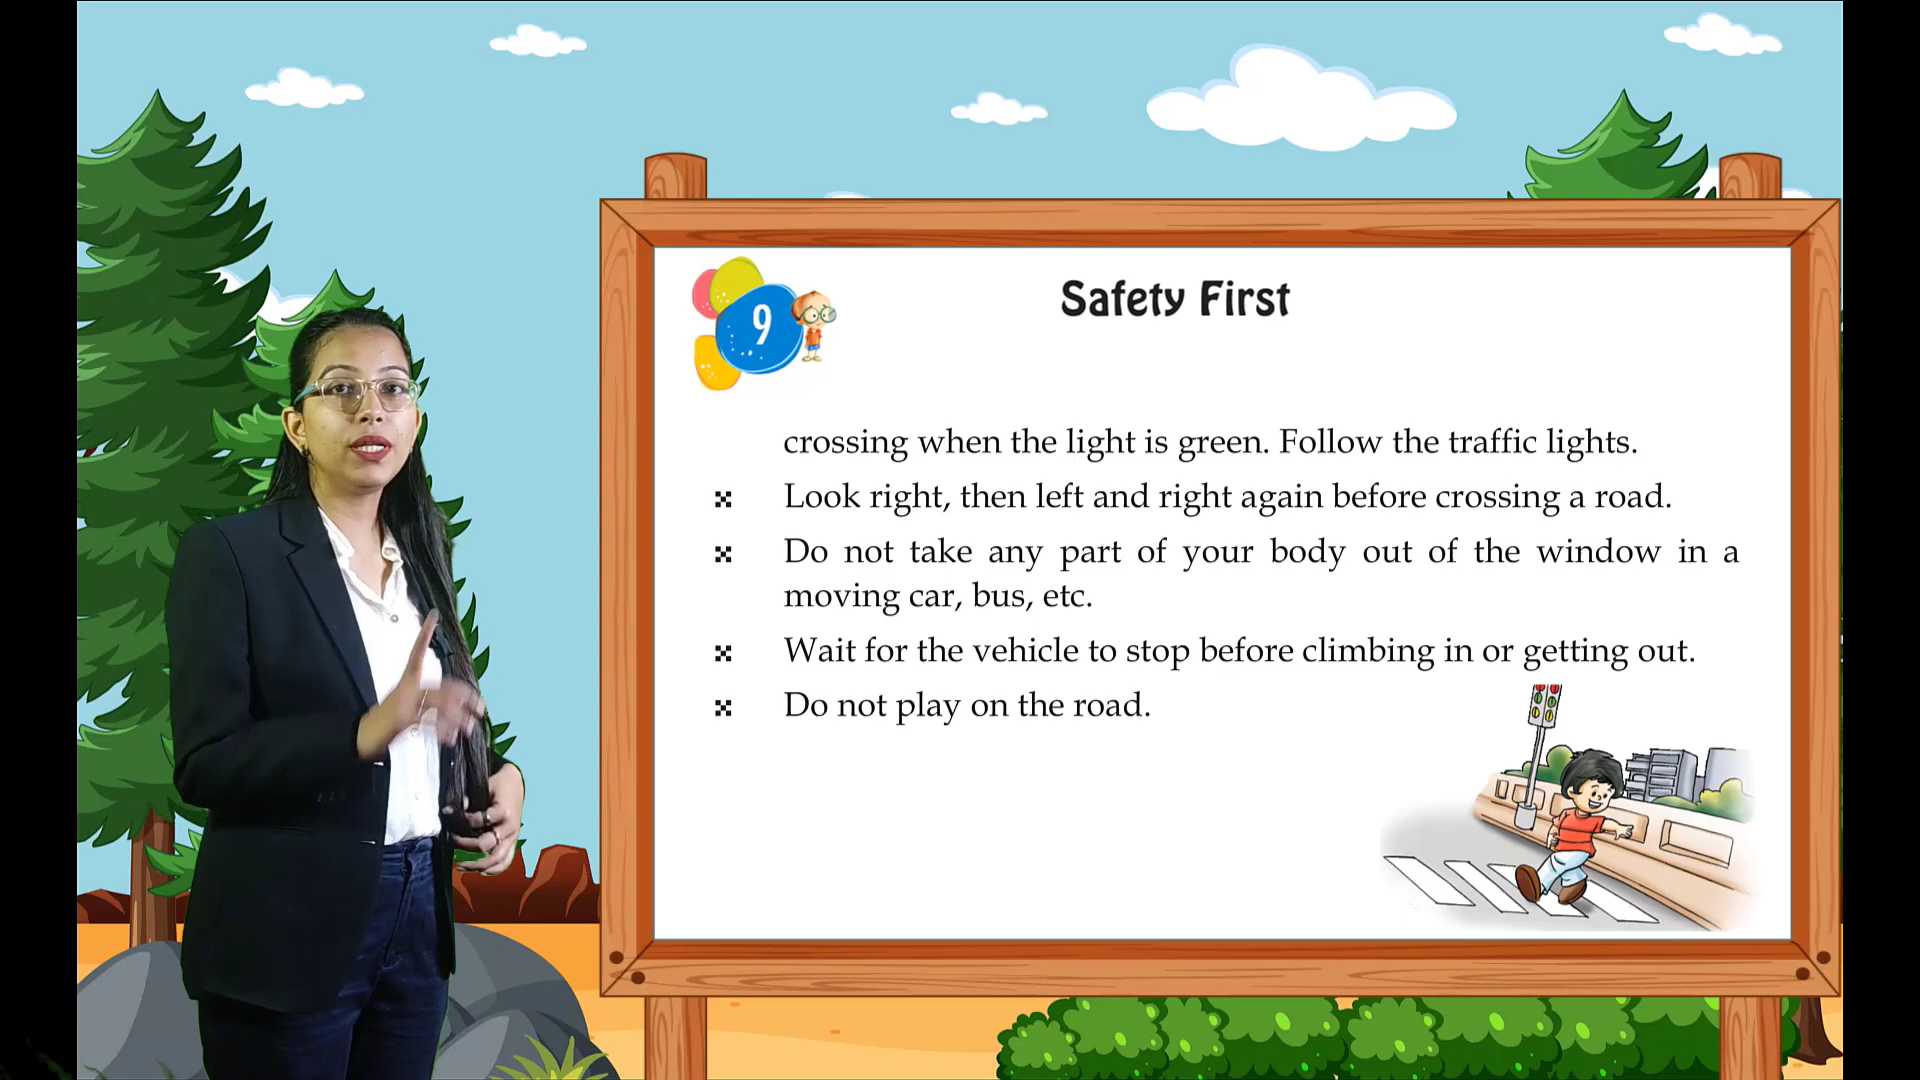 9
Safety First
crossing when the light is green. Follow the traffic lights.
Look right, then left and right again before crossing a road.
Do not take any part of your body out of the window in a
moving car, bus, etc.
Wait for the vehicle to stop before climbing in or getting out.
Do not play on the road.